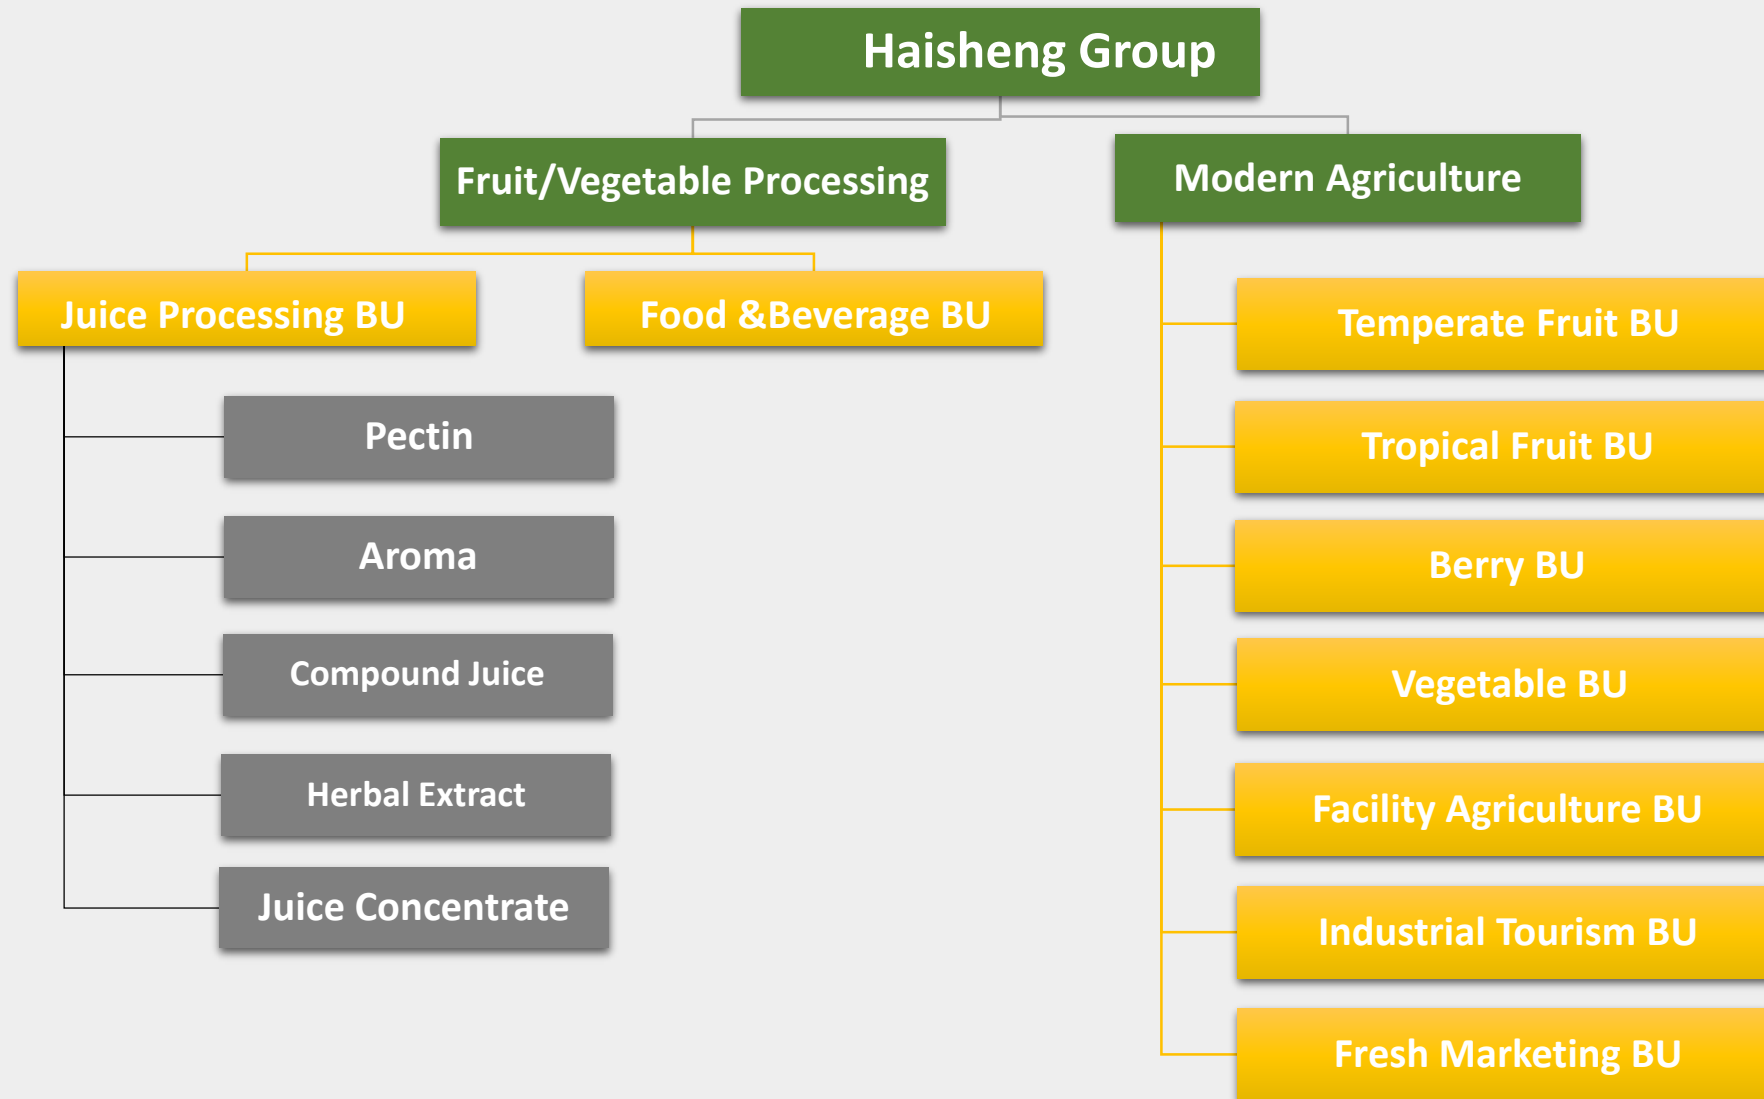 Haisheng Group
Fruit/Vegetable Processing
Modern Agriculture
Juice Processing BU
Food &Beverage BU
Pectin
Aroma
Compound Juice
Herbal Extract
Juice Concentrate
Temperate Fruit BU
Tropical Fruit BU
Berry BU
Vegetable BU
Facility Agriculture BU
Industrial Tourism BU
Fresh Marketing BU